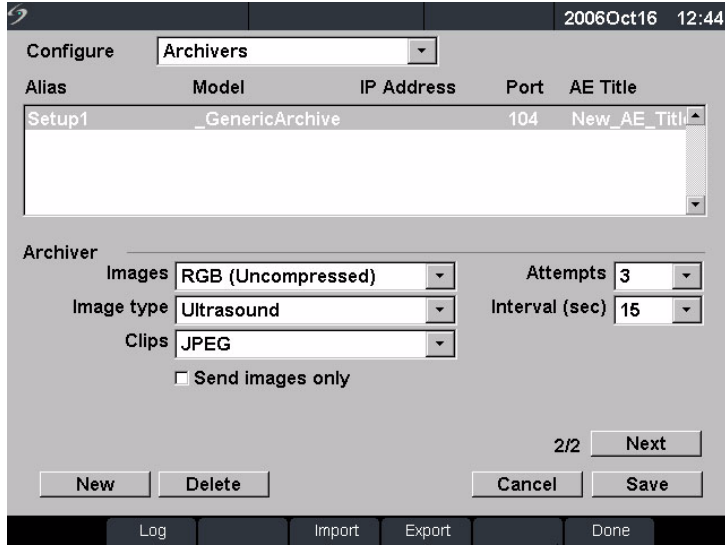 2006Oct16 12:44
Configure Archivers
Alias Model IP Address Port AE Title
Setup1 _GenericArchive 104 New_AE_Titl
Archiver
Images RGB (Uncompressed) Attempts 3
Image type Ultrasound Interval (sec) 15
Clips JPEG
Send images only
2/2 Next
New Delete Cancel Save
Log Import Export Done